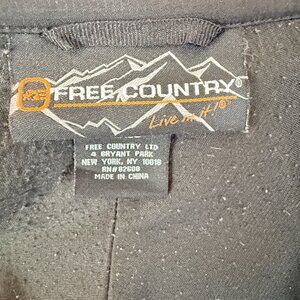 FREE COUNTRY®
Live in it!®
FREE COUNTRY LTD
4 BRYANT PARK
NEW YORK, NY 10018
RN#82608
MADE IN CHINA